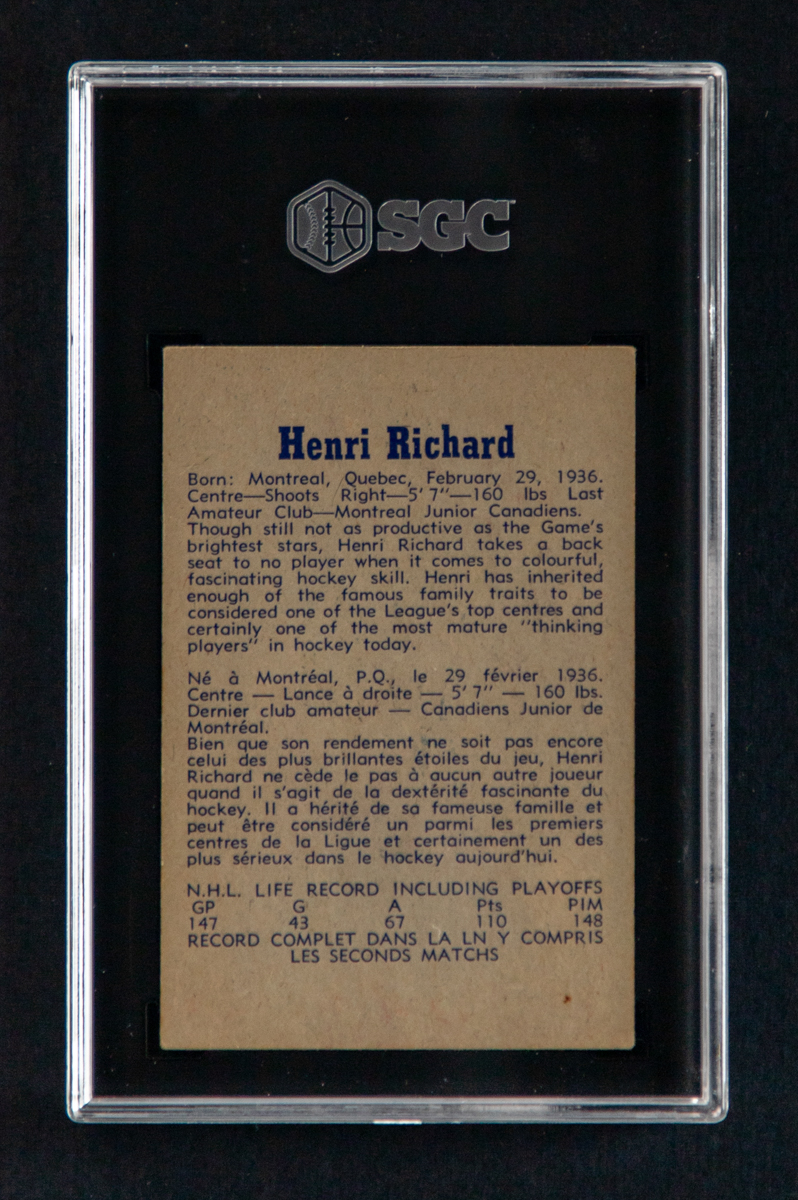 SGC
Henri Richard
Born: Montreal, Quebec, February 29, 1936.
Centre—Shoots Right—5' 7"—160 lbs Last
Amateur Club—Montreal Junior Canadiens.
Though still not as productive as the Game's
brightest stars, Henri Richard takes a back
seat to no player when it comes to colourful,
fascinating hockey skill. Henri has inherited
enough of the famous family traits to be
considered one of the League's top centres and
certainly one of the most mature "thinking
players" in hockey today.
Né à Montréal, P.Q., le 29 février 1936.
Centre — Lance à droite — 5' 7" — 160 lbs.
Dernier club amateur — Canadiens Junior de
Montréal.
Bien que son rendement ne soit pas encore
celui des plus brillantes étoiles du jeu, Henri
Richard ne cède le pas à aucun autre joueur
quand il s'agit de la dextérité fascinante du
hockey. Il a hérité de sa fameuse famille et
peut être considéré un parmi les premiers
centres de la Ligue et certainement un des
plus sérieux dans le hockey aujourd'hui.
N.H.L. LIFE RECORD INCLUDING PLAYOFFS
GP G A Pts PIM
147 43 67 110 148
RECORD COMPLET DANS LA LN Y COMPRIS
LES SECONDS MATCHS